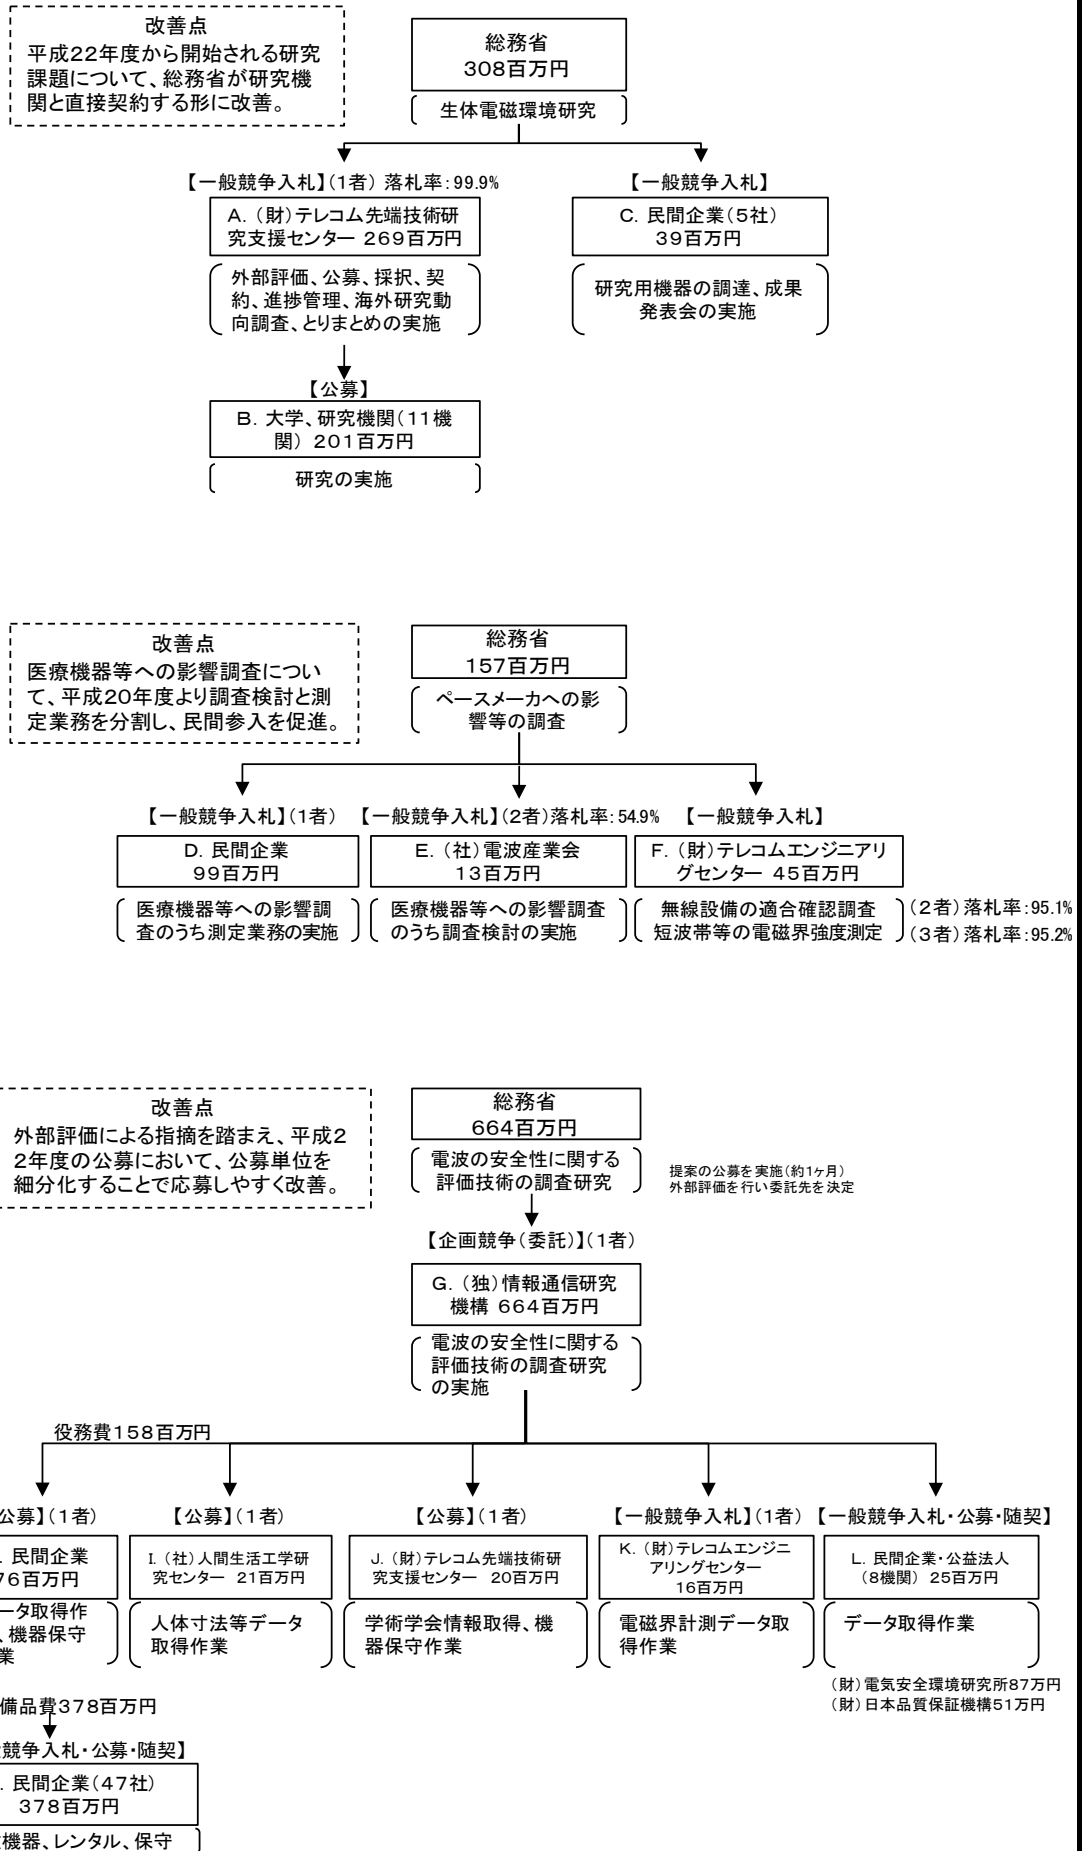 改善点
平成22年度から開始される研究
課題について、総務省が研究機
関と直接契約する形に改善。
総務省
308百万円
生体電磁環境研究
【一般競争入札】(1者) 落札率:99.9%
【一般競争入札】
A.(財)テレコム先端技術研
究支援センター 269百万円
C. 民間企業(5社)
39百万円
外部評価、公募、採択、契
約、進捗管理、海外研究動
向調査、とりまとめの実施
研究用機器の調達、成果
発表会の実施
【公募】
B. 大学、研究機関(11機
関) 201百万円
研究の実施
改善点
医療機器等への影響調査につい
て、平成20年度より調査検討と測
定業務を分割し、民間参入を促進。
総務省
157百万円
ペースメーカへの影
響等の調査
【一般競争入札】(1者)
【一般競争入札】(2者)落札率:54.9%
【一般競争入札】
D. 民間企業
99百万円
E.(社)電波産業会
13百万円
F.(財)テレコムエンジニアリ
グセンター 45百万円
医療機器等への影響調
査のうち測定業務の実施
医療機器等への影響調査
のうち調査検討の実施
無線設備の適合確認調査
短波帯等の電磁界強度測定
(2者)落札率:95.1%
(3者)落札率:95.2%
改善点
外部評価による指摘を踏まえ、平成2
2年度の公募において、公募単位を
細分化することで応募しやすく改善。
総務省
664百万円
電波の安全性に関する
評価技術の調査研究
提案の公募を実施(約1ヶ月)
外部評価を行い委託先を決定
【企画競争(委託)】(1者)
G.(独)情報通信研究
機構 664百万円
電波の安全性に関する
評価技術の調査研究
の実施
役務費158百万円
公募】(1者)
【公募】(1者)
【公募】(1者)
【一般競争入札】(1者)
【一般競争入札・公募・随契】
. 民間企業
76百万円
I.(社)人間生活工学研
究センター 21百万円
J.(財)テレコム先端技術研
究支援センター 20百万円
K.(財)テレコムエンジニ
アリングセンター
16百万円
L. 民間企業・公益法人
(8機関) 25百万円
ータ取得作
、機器保守
業
人体寸法等データ
取得作業
学術学会情報取得、機
器保守作業
電磁界計測データ取
得作業
データ取得作業
(財)電気安全環境研究所87万円
(財)日本品質保証機構51万円
備品費378百万円
競争入札・公募・随契】
. 民間企業(47社)
378百万円
機器、レンタル、保守